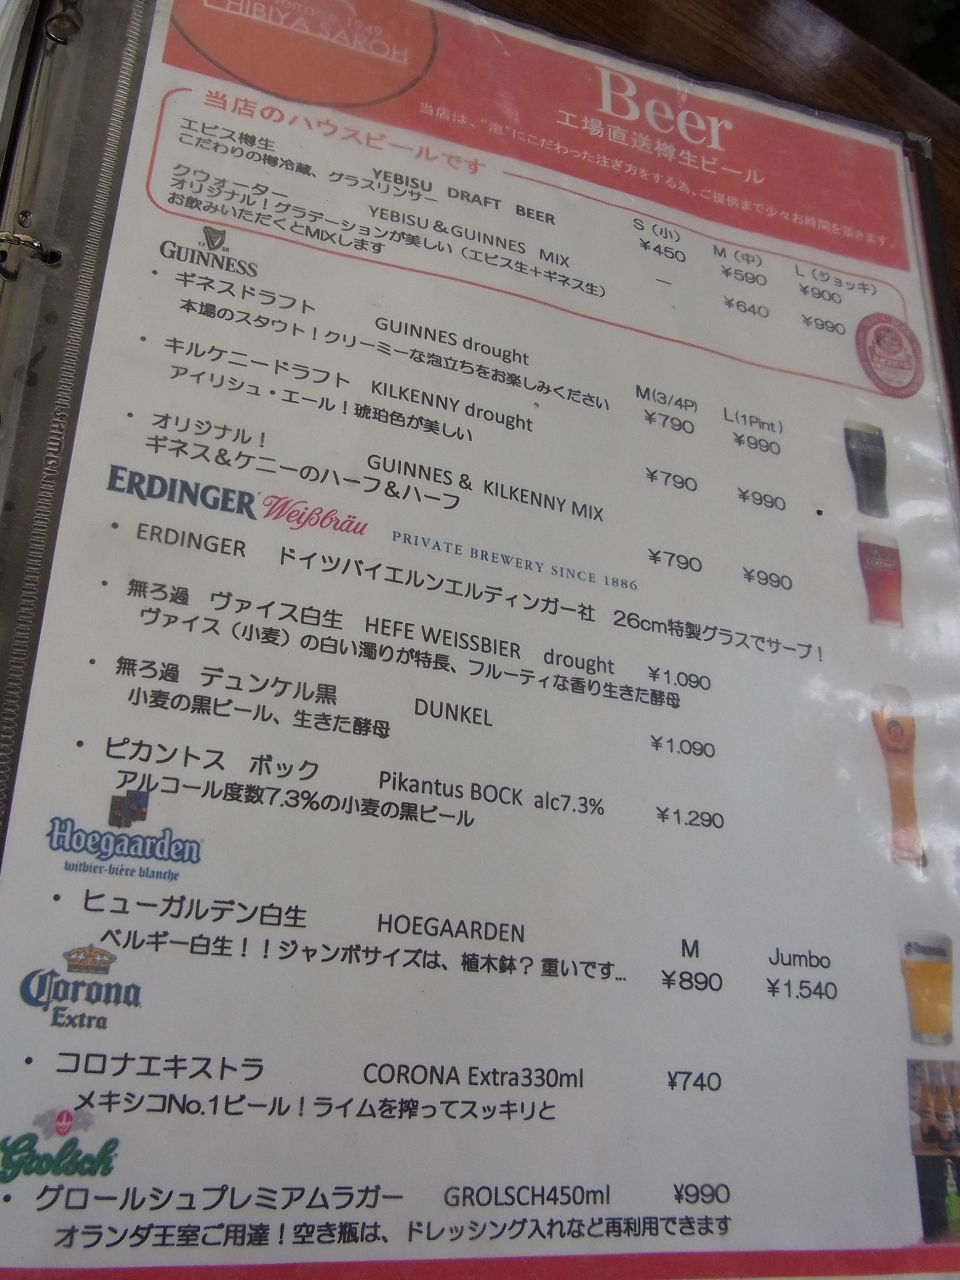 Terrace 1949
HIBIYA SAROH
Beer
工場直送樽生ビール
当店は、"泡"にこだわった注ぎ方をする為、ご提供まで少々お時間を頂きます。
当店のハウスビールです
S（小） M（中） L（ジョッキ）
エビス樽生 YEBISU DRAFT BEER ¥450 ¥590 ¥900
こだわりの樽冷蔵、グラスリンサー
クウォーター YEBISU＆GUINNES MIX ― ¥640 ¥990
オリジナル！グラデーションが美しい（エビス生＋ギネス生）
お飲みいただくとMIXします
17 59
GUINNESS
M(3/4P) L(1Pint)
・ギネスドラフト GUINNES drought ¥790 ¥990
本場のスタウト！クリーミーな泡立ちをお楽しみください
・キルケニードラフト KILKENNY drought ¥790 ¥990
アイリシュ・エール！琥珀色が美しい
・オリジナル！ GUINNES & KILKENNY MIX ¥790 ¥990
ギネス＆ケニーのハーフ＆ハーフ
ERDINGER Weißbräu PRIVATE BREWERY SINCE 1886
・ERDINGER ドイツバイエルンエルディンガー社 26cm特製グラスでサーブ！
・無ろ過 ヴァイス白生 HEFE WEISSBIER drought ¥1.090
ヴァイス（小麦）の白い濁りが特長、フルーティな香り生きた酵母
・無ろ過 デュンケル黒 DUNKEL ¥1.090
小麦の黒ビール、生きた酵母
・ピカントス ボック Pikantus BOCK alc7.3% ¥1.290
アルコール度数7.3%の小麦の黒ビール
Hoegaarden
witbier-bière blanche
M Jumbo
・ヒューガルデン白生 HOEGAARDEN ¥890 ¥1.540
ベルギー白生！！ジャンボサイズは、植木鉢？重いです...
Corona
Extra
・コロナエキストラ CORONA Extra330ml ¥740
メキシコNo.1ビール！ライムを搾ってスッキリと
Grolsch
・グロールシュプレミアムラガー GROLSCH450ml ¥990
オランダ王室ご用達！空き瓶は、ドレッシング入れなど再利用できます